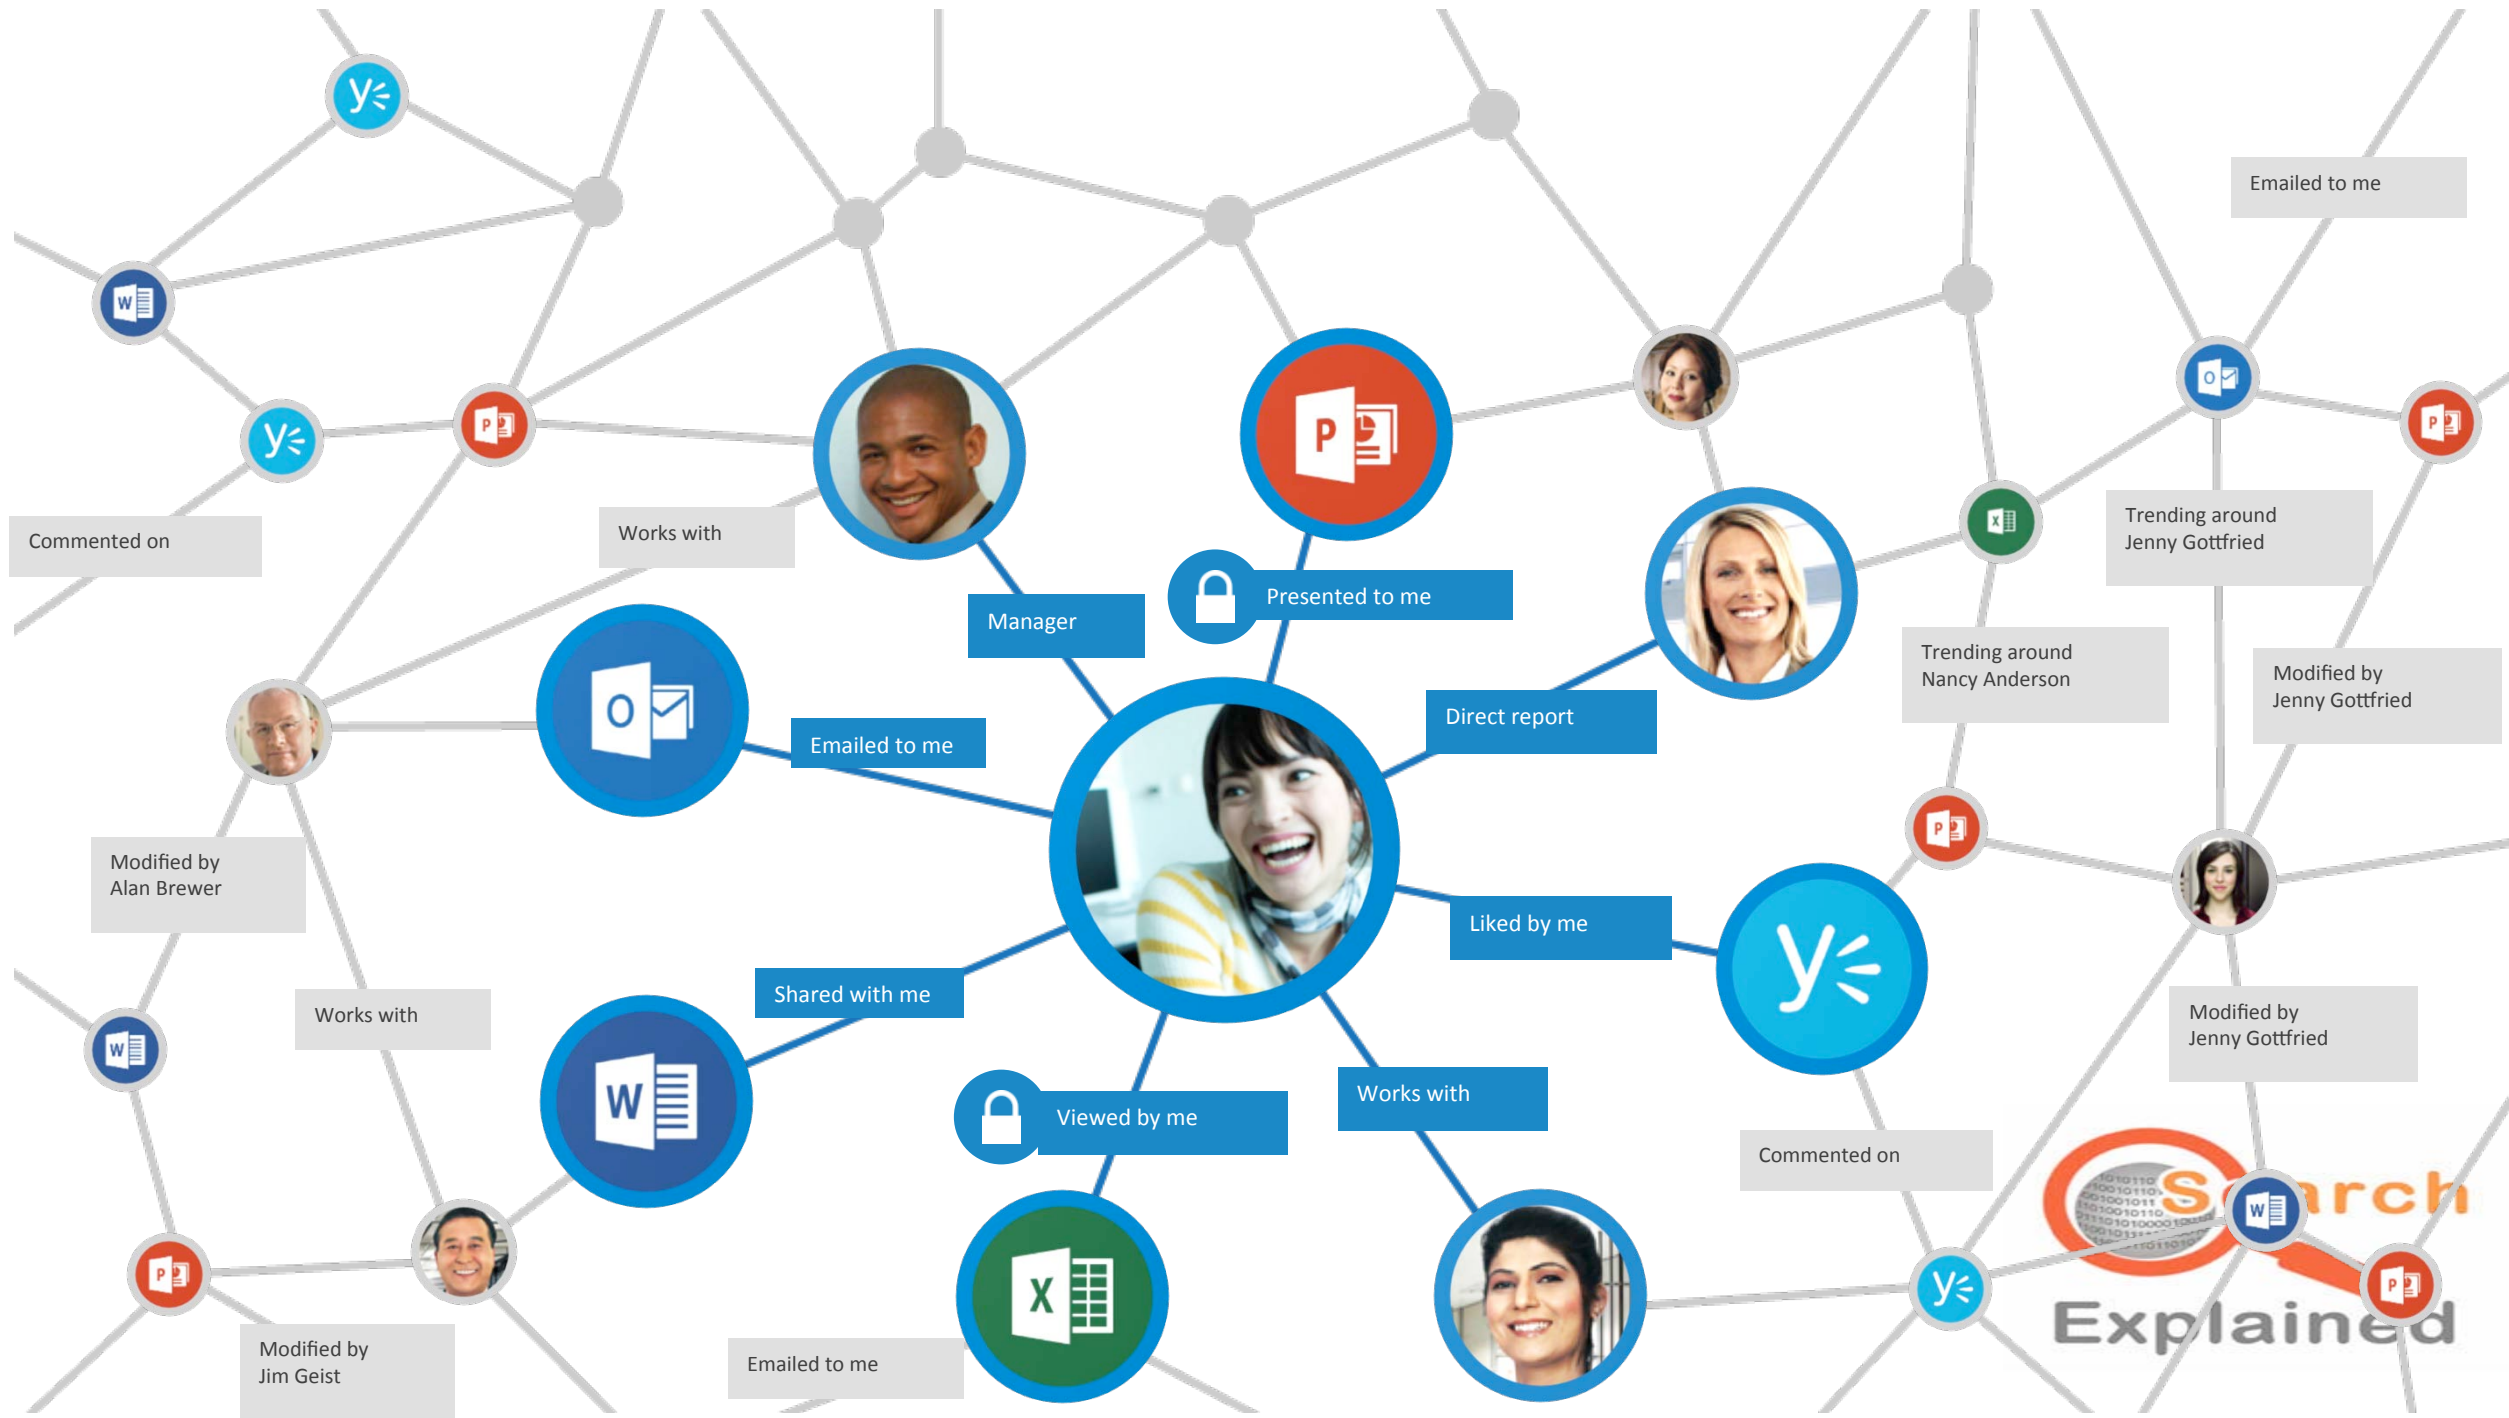 Emailed to me
Commented on
Works with
Trending around
Jenny Gottfried
Presented to me
Manager
Trending around
Nancy Anderson
Modified by
Jenny Gottfried
Direct report
Emailed to me
Modified by
Alan Brewer
Liked by me
Shared with me
Works with
Modified by
Jenny Gottfried
Works with
Viewed by me
Commented on
Search
Explained
Modified by
Jim Geist
Emailed to me